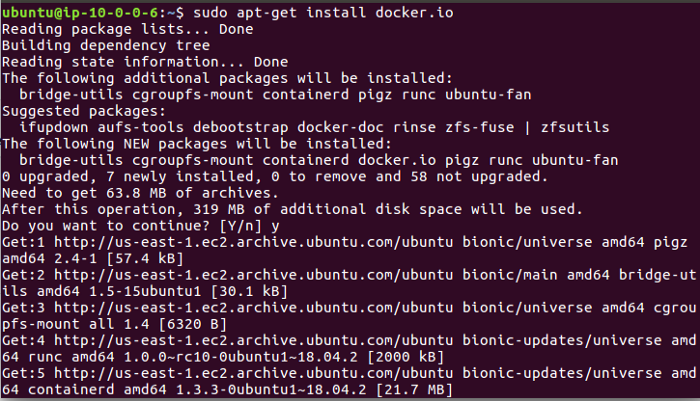 ubuntu@ip-10-0-0-6:~$ sudo apt-get install docker.io
Reading package lists... Done
Building dependency tree
Reading state information... Done
The following additional packages will be installed:
  bridge-utils cgroupfs-mount containerd pigz runc ubuntu-fan
Suggested packages:
  ifupdown aufs-tools debootstrap docker-doc rinse zfs-fuse | zfsutils
The following NEW packages will be installed:
  bridge-utils cgroupfs-mount containerd docker.io pigz runc ubuntu-fan
0 upgraded, 7 newly installed, 0 to remove and 58 not upgraded.
Need to get 63.8 MB of archives.
After this operation, 319 MB of additional disk space will be used.
Do you want to continue? [Y/n] y
Get:1 http://us-east-1.ec2.archive.ubuntu.com/ubuntu bionic/universe amd64 pigz
amd64 2.4-1 [57.4 kB]
Get:2 http://us-east-1.ec2.archive.ubuntu.com/ubuntu bionic/main amd64 bridge-ut
ils amd64 1.5-15ubuntu1 [30.1 kB]
Get:3 http://us-east-1.ec2.archive.ubuntu.com/ubuntu bionic/universe amd64 cgrou
pfs-mount all 1.4 [6320 B]
Get:4 http://us-east-1.ec2.archive.ubuntu.com/ubuntu bionic-updates/universe amd
64 runc amd64 1.0.0~rc10-0ubuntu1~18.04.2 [2000 kB]
Get:5 http://us-east-1.ec2.archive.ubuntu.com/ubuntu bionic-updates/universe amd
64 containerd amd64 1.3.3-0ubuntu1~18.04.2 [21.7 MB]